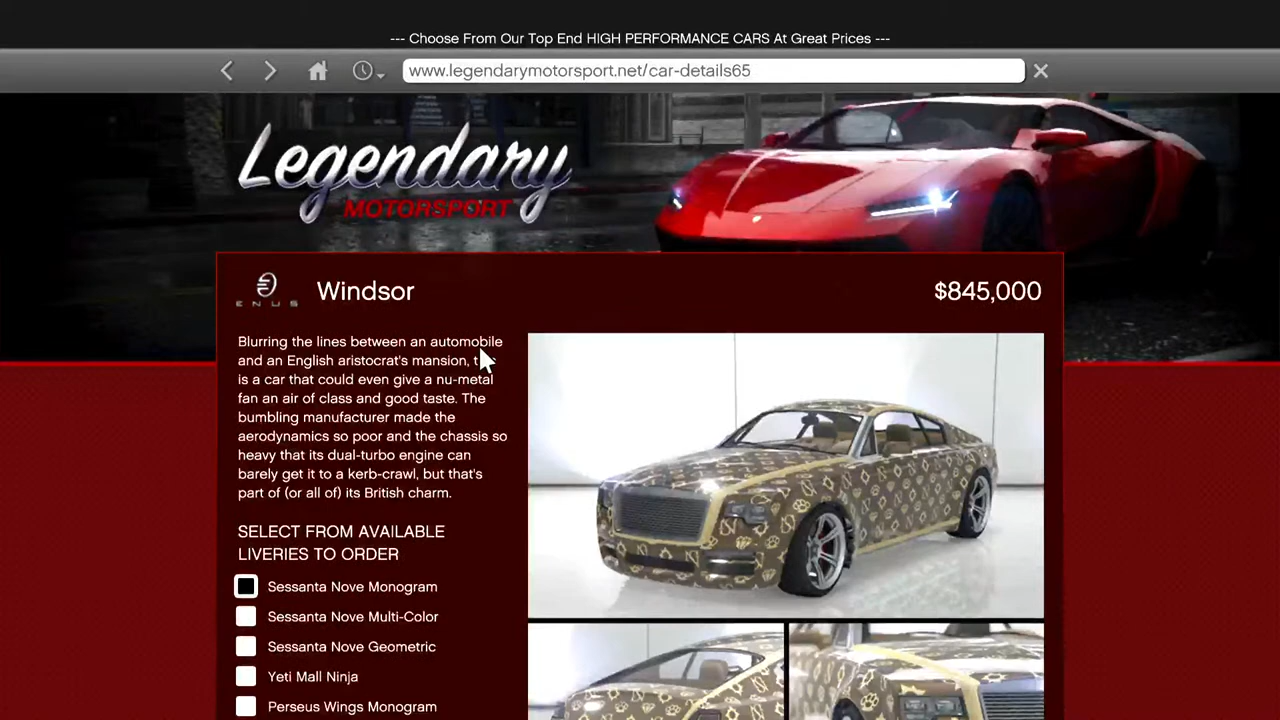 --- Choose From Our Top End HIGH PERFORMANCE CARS At Great Prices ---
www.legendarymotorsport.net/car-details65
Legendary
MOTORSPORT
ENUS
Windsor
$845,000
Blurring the lines between an automobile
and an English aristocrat's mansion,
is a car that could even give a nu-metal
fan an air of class and good taste. The
bumbling manufacturer made the
aerodynamics so poor and the chassis so
heavy that its dual-turbo engine can
barely get it to a kerb-crawl, but that's
part of (or all of) its British charm.
SELECT FROM AVAILABLE
LIVERIES TO ORDER
Sessanta Nove Monogram
Sessanta Nove Multi-Color
Sessanta Nove Geometric
Yeti Mall Ninja
Perseus Wings Monogram